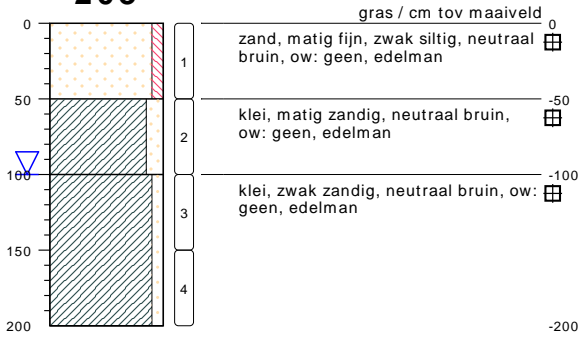 gras / cm tov maaiveld
0
50
100
150
200
1
2
3
4
zand, matig fijn, zwak siltig, neutraal
bruin, ow: geen, edelman
klei, matig zandig, neutraal bruin,
ow: geen, edelman
klei, zwak zandig, neutraal bruin, ow:
geen, edelman
0
-50
-100
-200